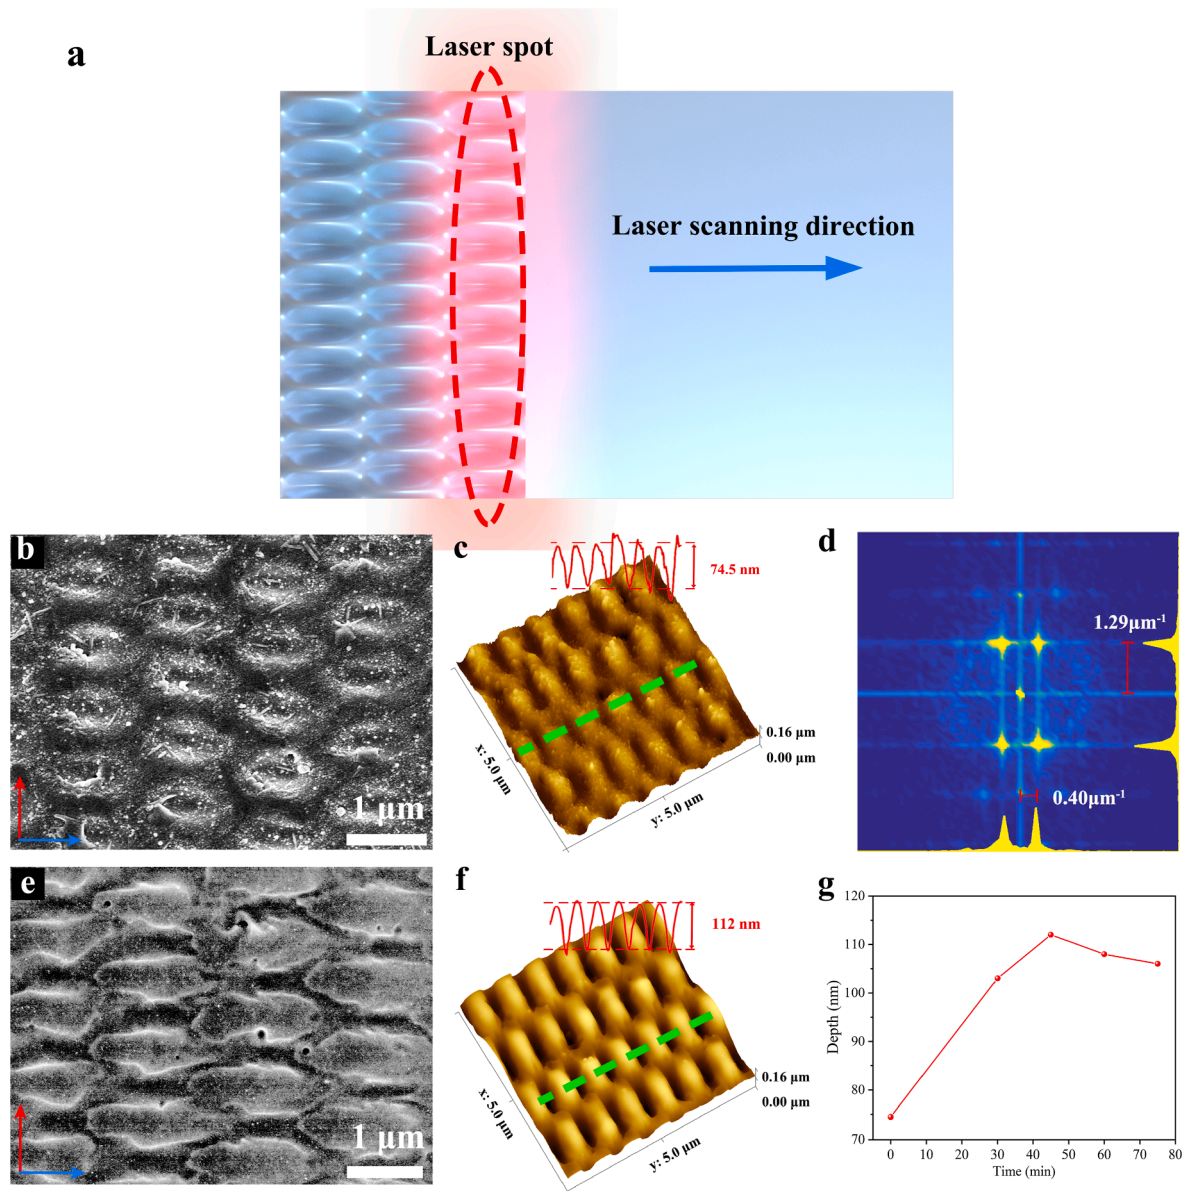 a
Laser spot
Laser scanning direction
b
1 μm
c
74.5 nm
0.16 μm
0.00 μm
x: 5.0 μm
y: 5.0 μm
d
1.29μm⁻¹
0.40μm⁻¹
e
1 μm
f
112 nm
0.16 μm
0.00 μm
x: 5.0 μm
y: 5.0 μm
g
120
110
100
90
80
70
Depth (nm)
0 10 20 30 40 50 60 70 80
Time (min)